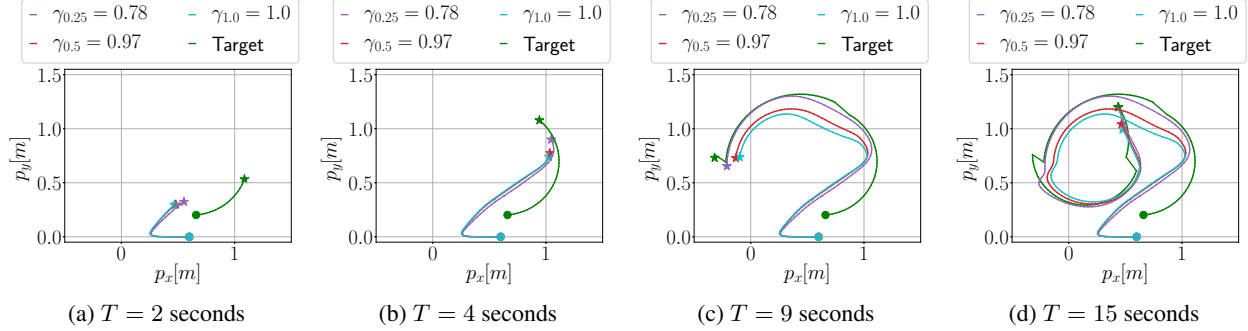 γ0.25 = 0.78 γ1.0 = 1.0
γ0.5 = 0.97 Target
1.5
1.0
0.5
0.0
py[m]
0 1
px[m]
(a) T = 2 seconds
γ0.25 = 0.78 γ1.0 = 1.0
γ0.5 = 0.97 Target
1.5
1.0
0.5
0.0
py[m]
0 1
px[m]
(b) T = 4 seconds
γ0.25 = 0.78 γ1.0 = 1.0
γ0.5 = 0.97 Target
1.5
1.0
0.5
0.0
py[m]
0 1
px[m]
(c) T = 9 seconds
γ0.25 = 0.78 γ1.0 = 1.0
γ0.5 = 0.97 Target
1.5
1.0
0.5
0.0
py[m]
0 1
px[m]
(d) T = 15 seconds